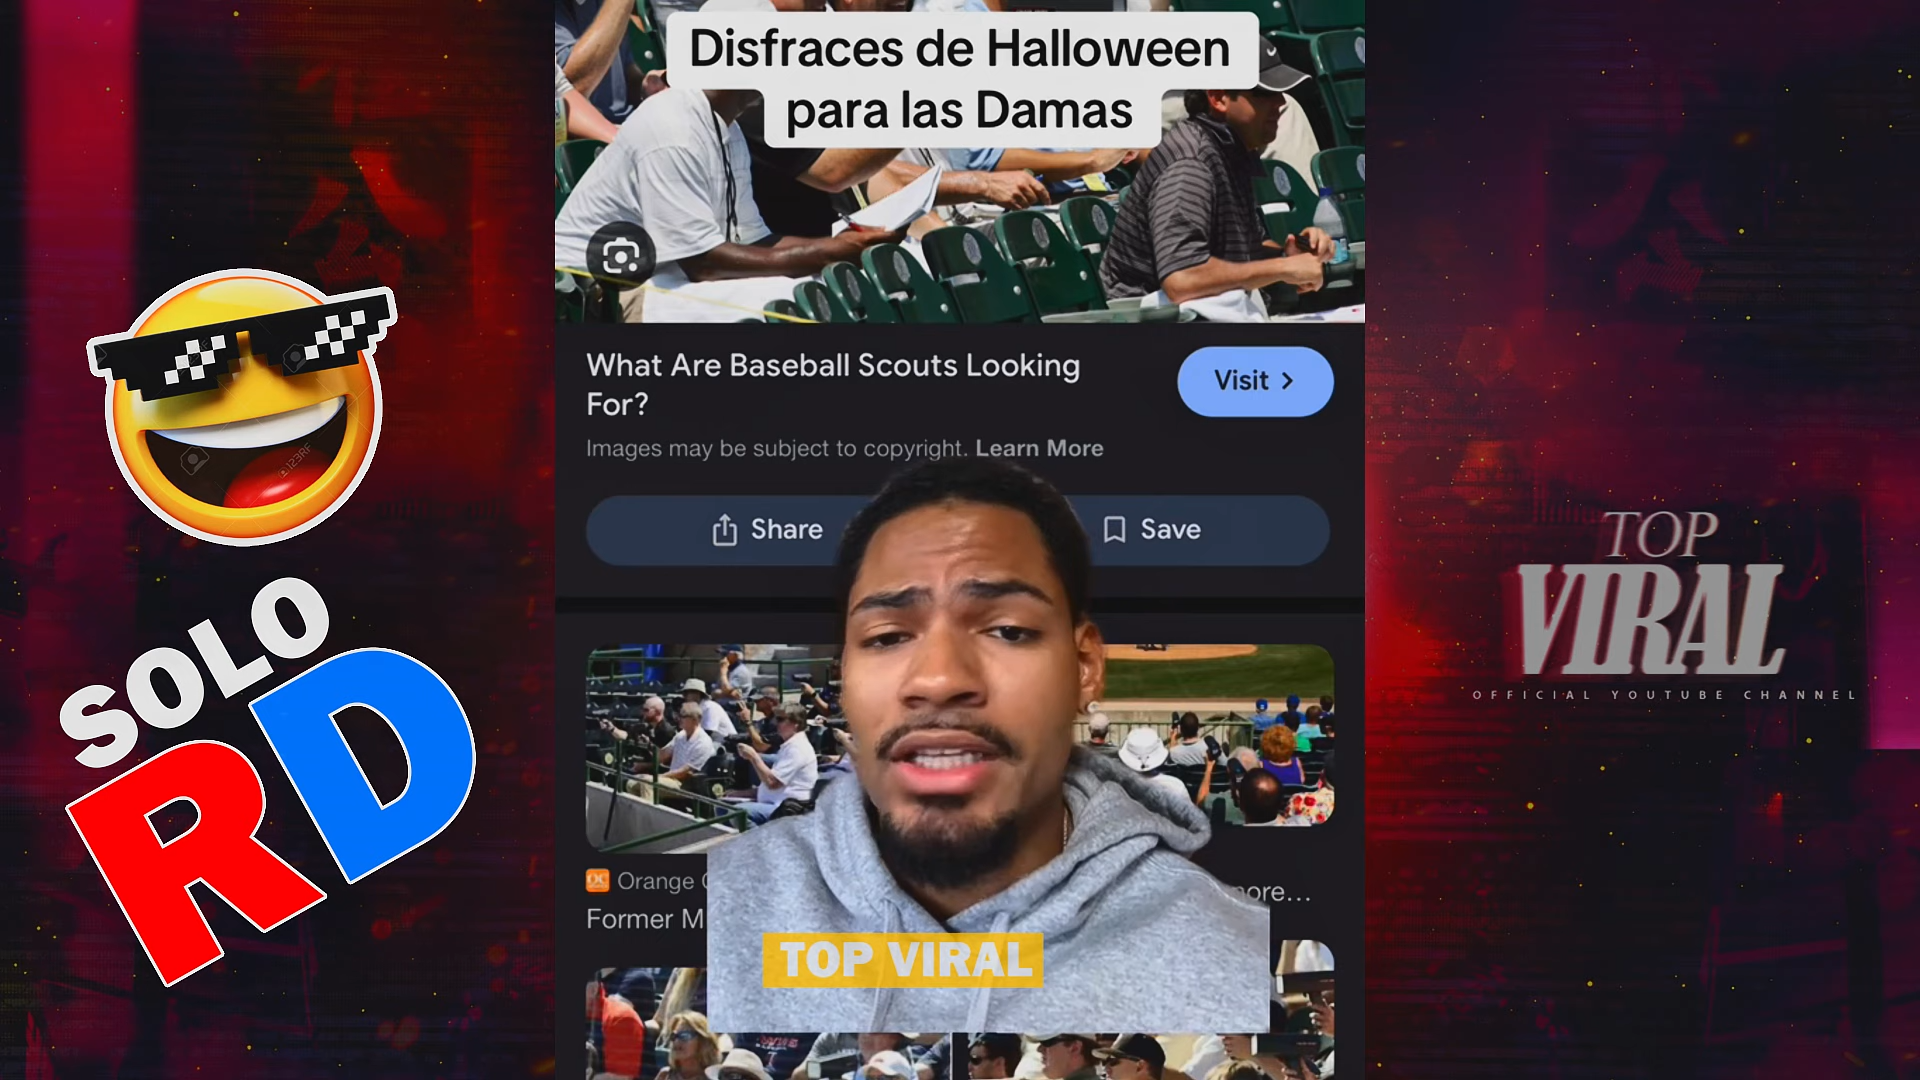 Disfraces de Halloween
para las Damas
What Are Baseball Scouts Looking
For?
Visit
Images may be subject to copyright. Learn More
Share
Save
Orange
Former M
ore...
TOP VIRAL
SOLO
RD
TOP
VIRAL
OFFICIAL YOUTUBE CHANNEL
123RF